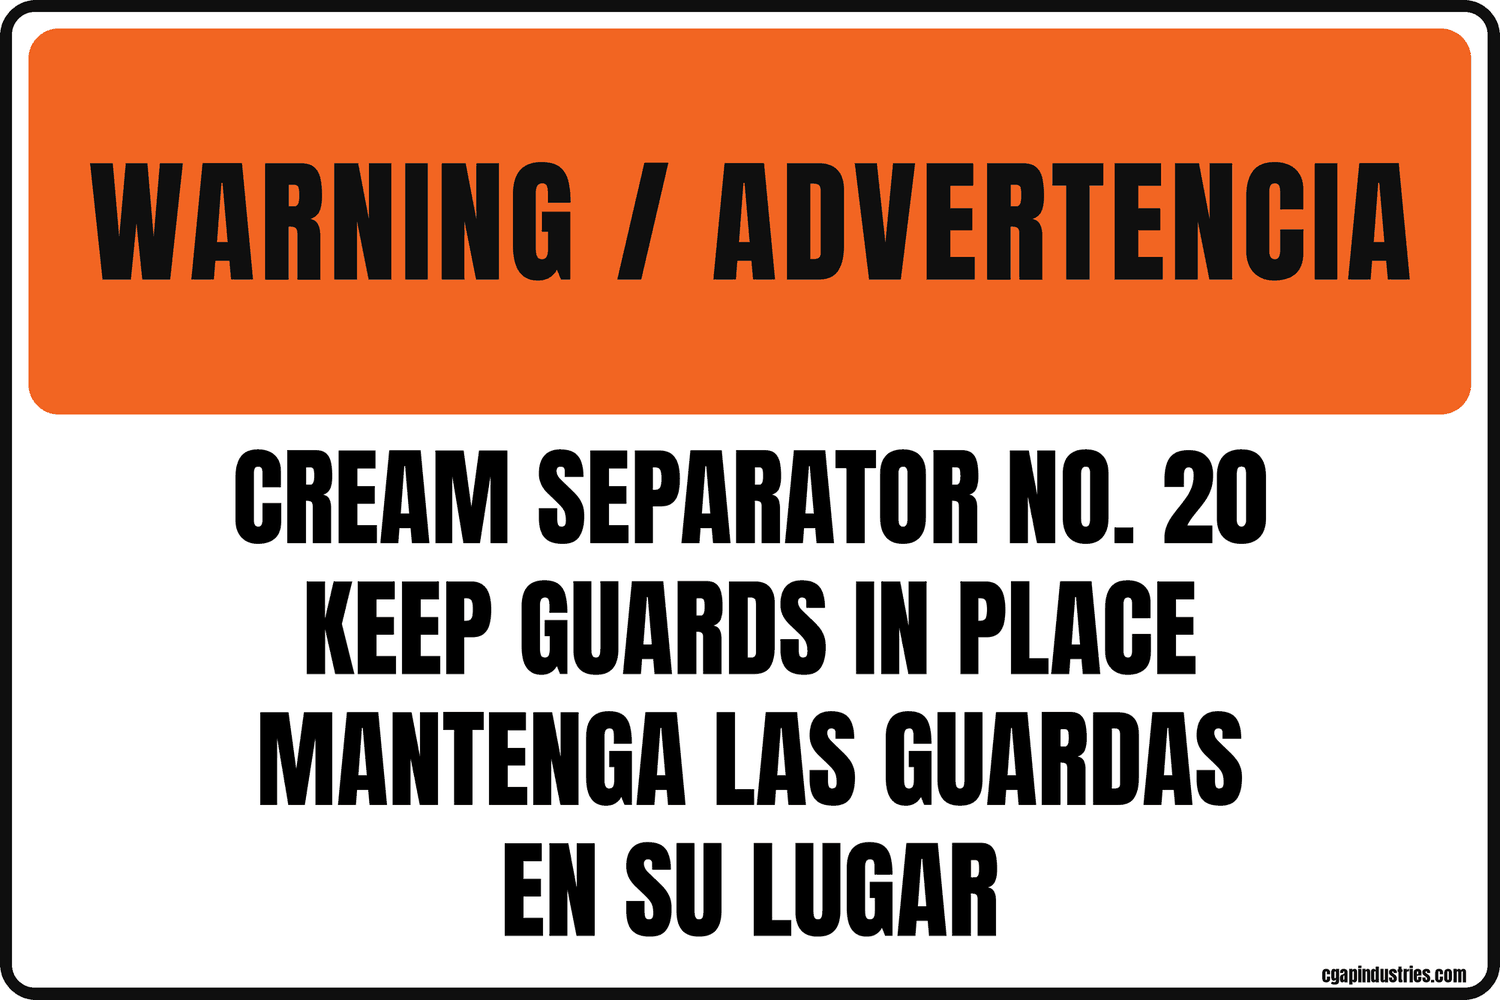 WARNING / ADVERTENCIA
CREAM SEPARATOR NO. 20
KEEP GUARDS IN PLACE
MANTENGA LAS GUARDAS
EN SU LUGAR
cgapindustries.com